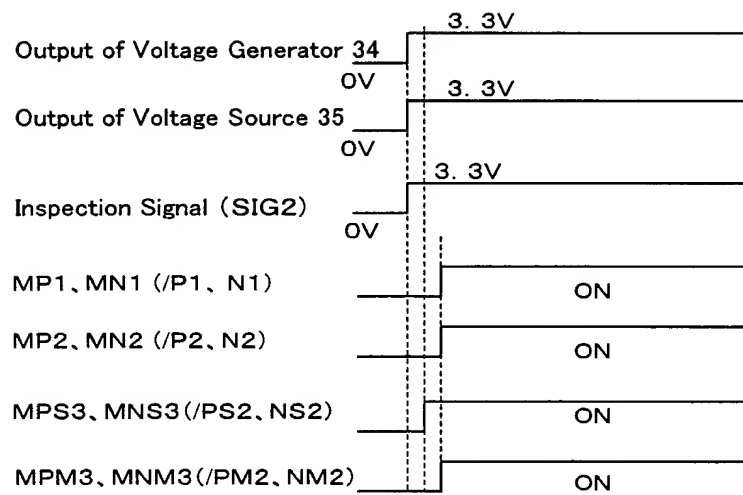 3. 3V
Output of Voltage Generator 34
0V
3. 3V
Output of Voltage Source 35
0V
3. 3V
Inspection Signal (SIG2)
0V
MP1、MN1 (/P1、N1)
ON
MP2、MN2 (/P2、N2)
ON
MPS3、MNS3(/PS2、NS2)
ON
MPM3、MNM3(/PM2、NM2)
ON